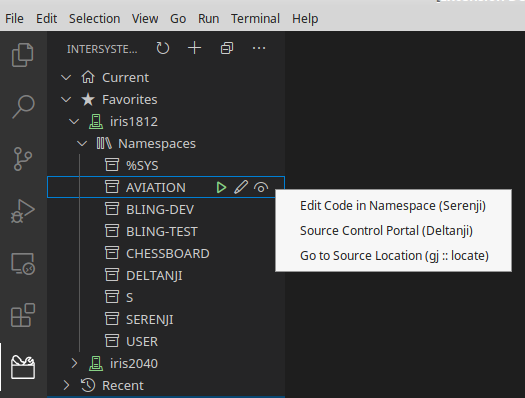 File Edit Selection View Go Run Terminal Help
INTERSYSTE...
Current
Favorites
iris1812
Namespaces
%SYS
AVIATION
BLING-DEV
Edit Code in Namespace (Serenji)
BLING-TEST
Source Control Portal (Deltanji)
CHESSBOARD
Go to Source Location (gj :: locate)
DELTANJI
S
SERENJI
USER
iris2040
Recent